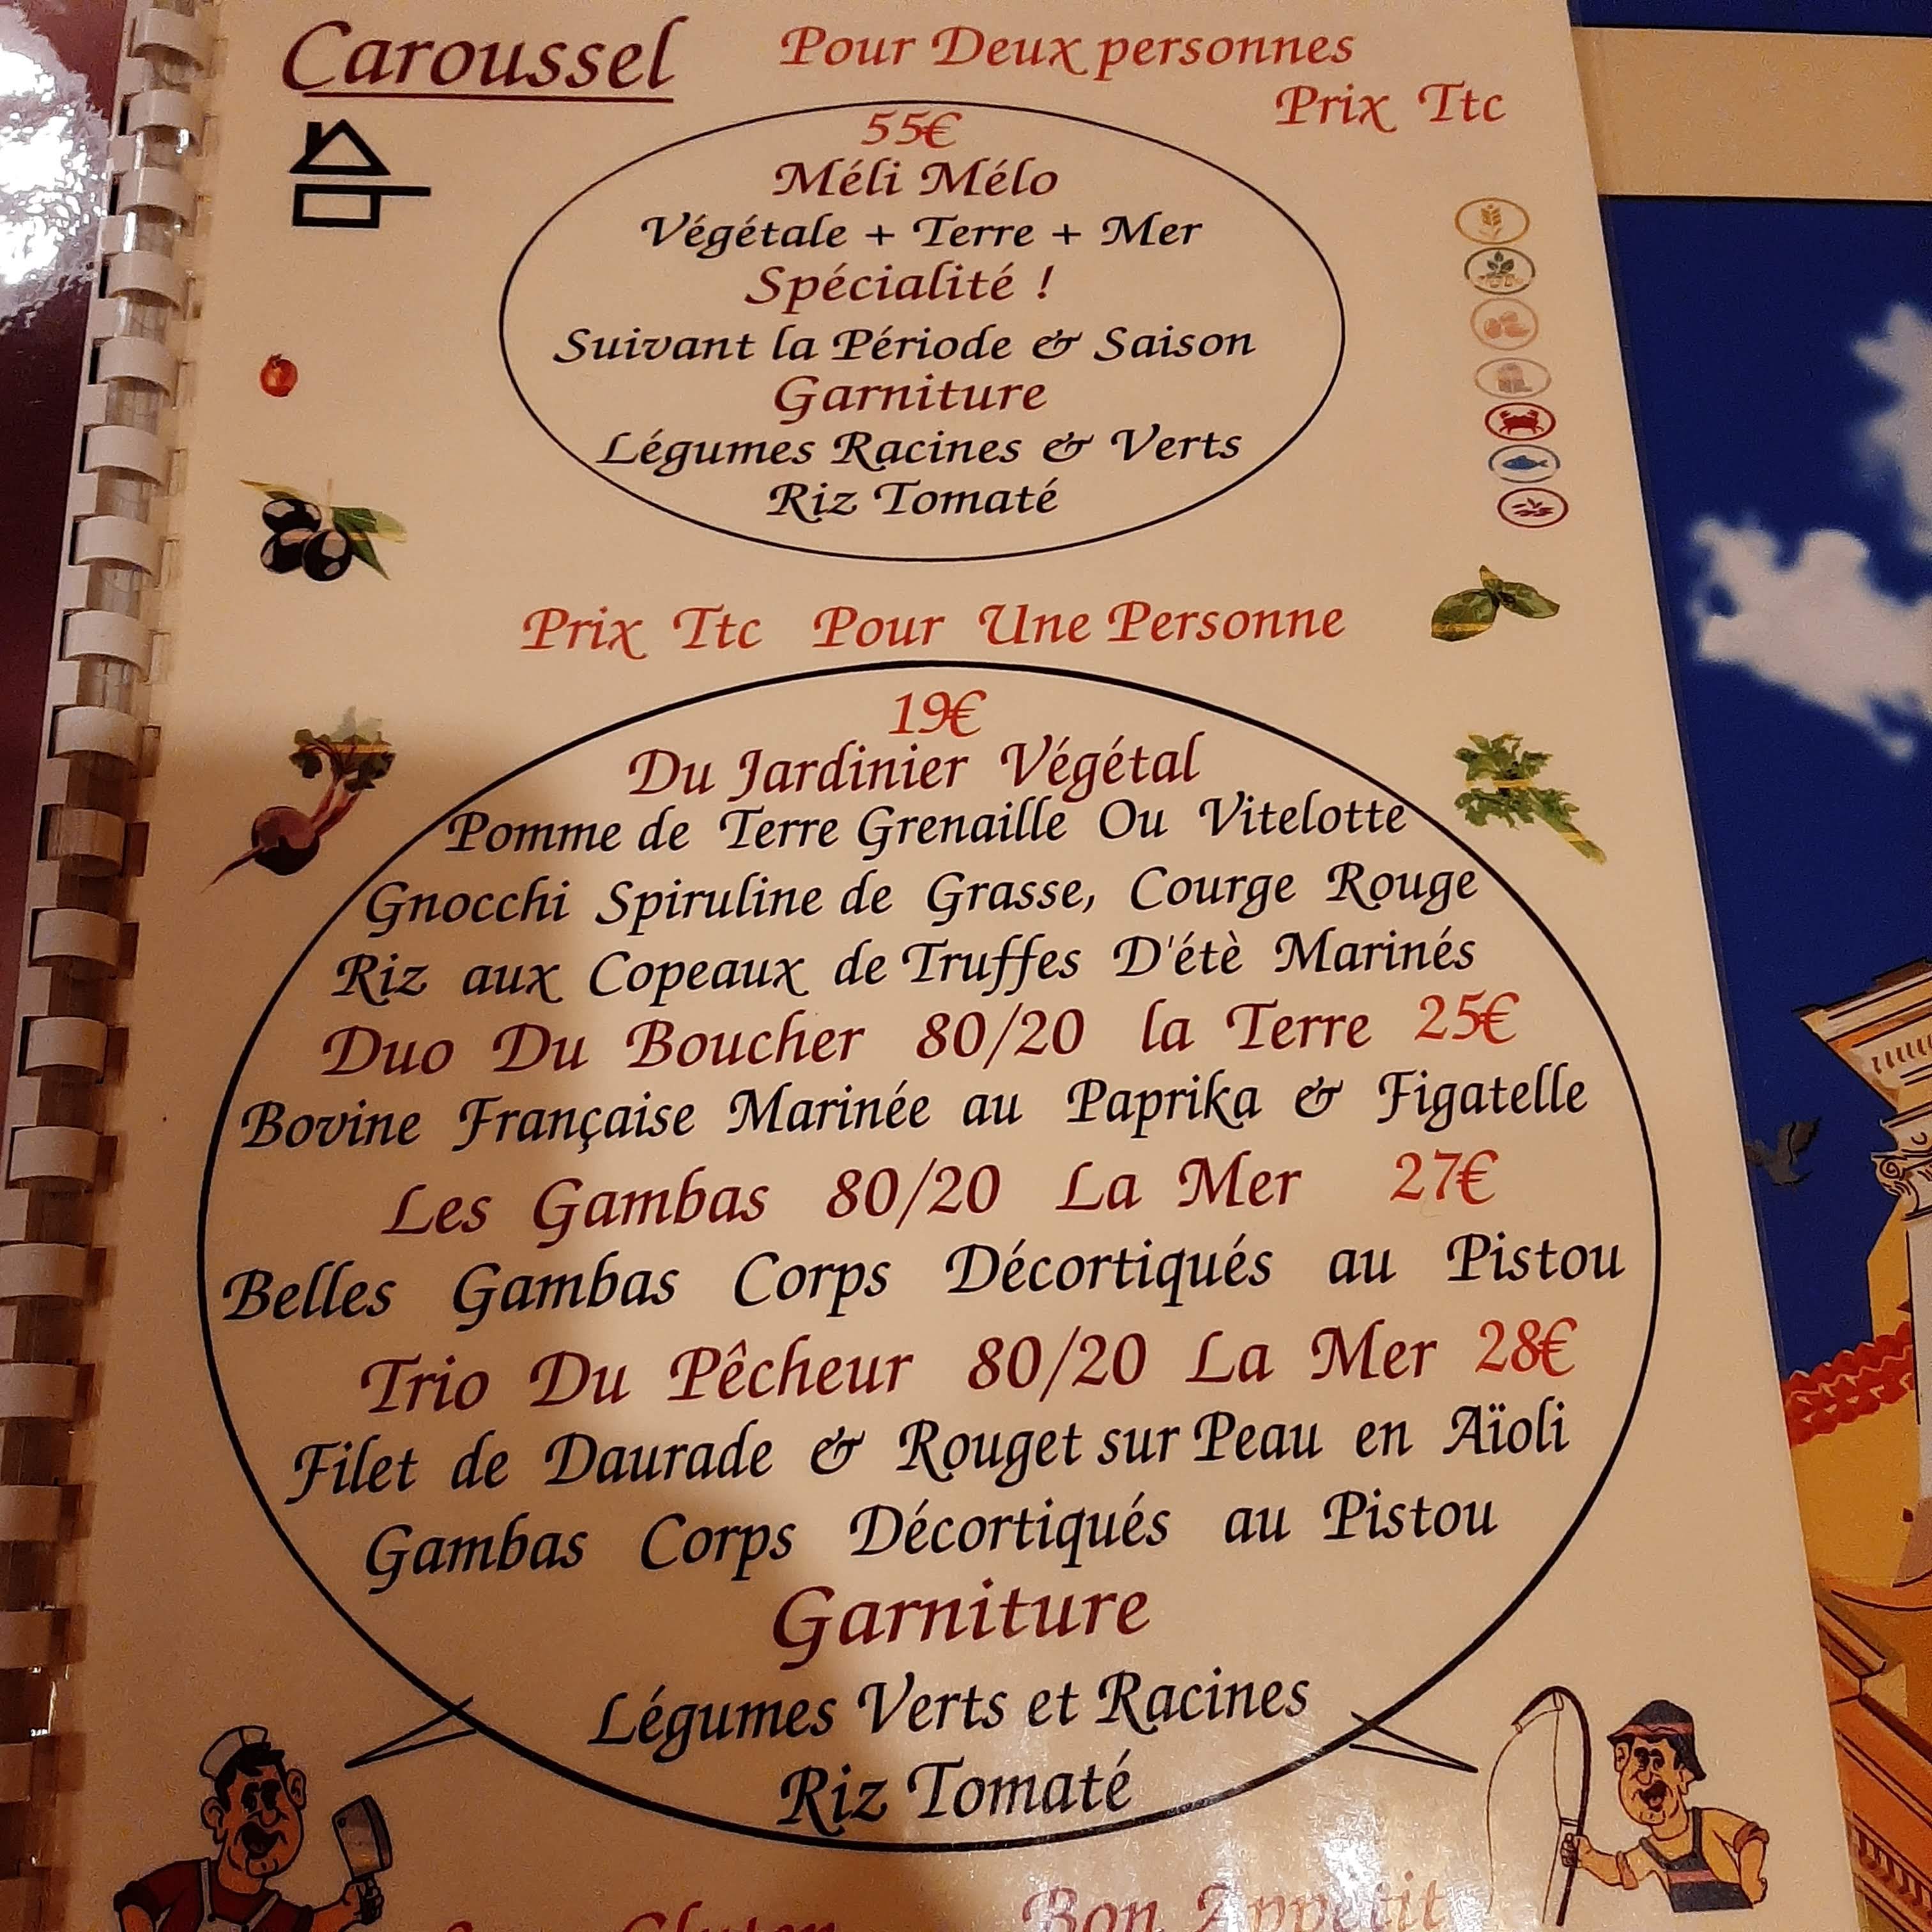 Caroussel Pour Deux personnes
Prix Ttc
55€
Méli Mélo
Végétale + Terre + Mer
Spécialité !
Suivant la Période & Saison
Garniture
Légumes Racines & Verts
Riz Tomaté
Prix Ttc Pour Une Personne
19€
Du Jardinier Végétal
Pomme de Terre Grenaille Ou Vitelotte
Gnocchi Spiruline de Grasse, Courge Rouge
Riz aux Copeaux de Truffes D'étè Marinés
Duo Du Boucher 80/20 la Terre 25€
Bovine Française Marinée au Paprika & Figatelle
Les Gambas 80/20 La Mer 27€
Belles Gambas Corps Décortiqués au Pistou
Trio Du Pêcheur 80/20 La Mer 28€
Filet de Daurade & Rouget sur Peau en Aïoli
Gambas Corps Décortiqués au Pistou
Garniture
Légumes Verts et Racines
Riz Tomaté
Gluten Bon Appetit